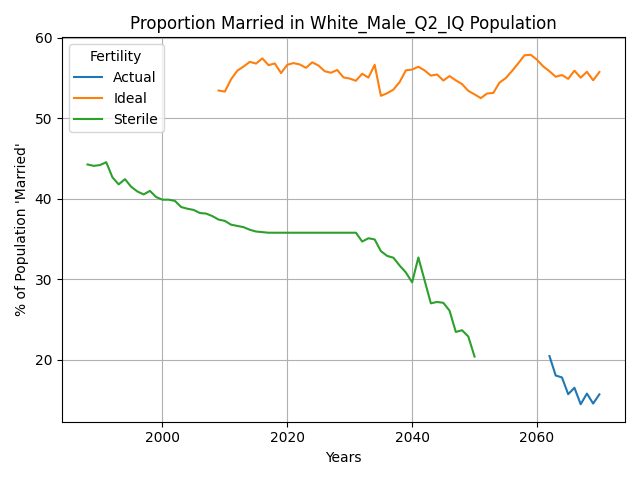 Proportion Married in White_Male_Q2_IQ Population
Fertility
Actual
Ideal
Sterile
% of Population 'Married'
60
50
40
30
20
2000
2020
2040
2060
Years